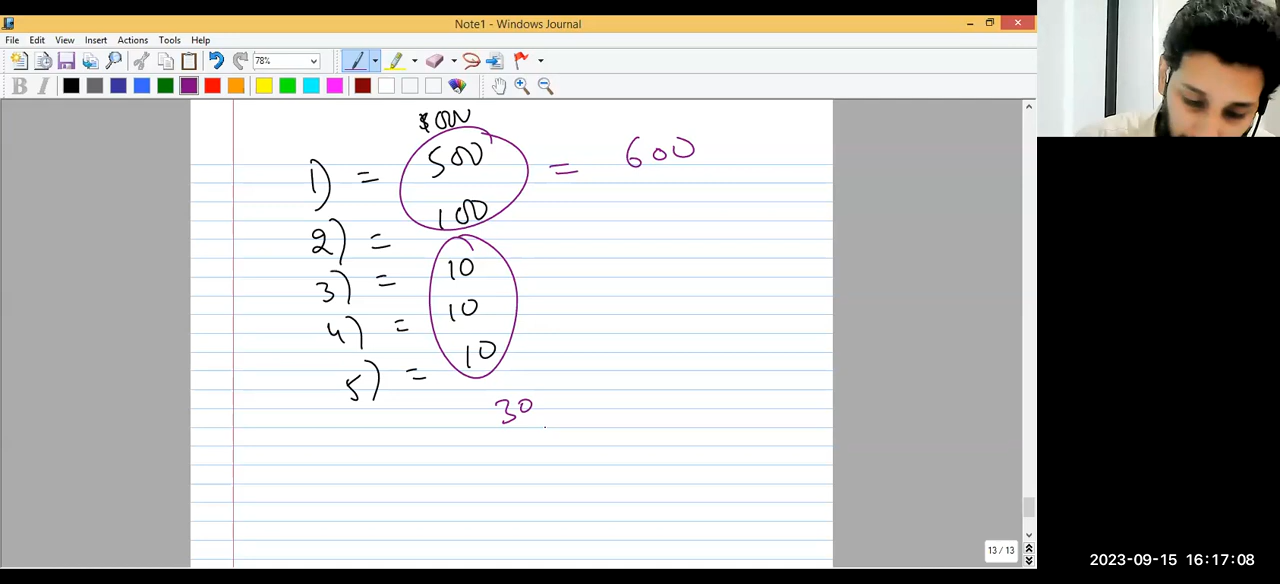 Note1 - Windows Journal
File Edit View Insert Actions Tools Help
78%
B I
$000
1) = 500 = 600
100
2) =
10
3) =
10
4) =
10
5) =
30
13 / 13
2023-09-15 16:17:08